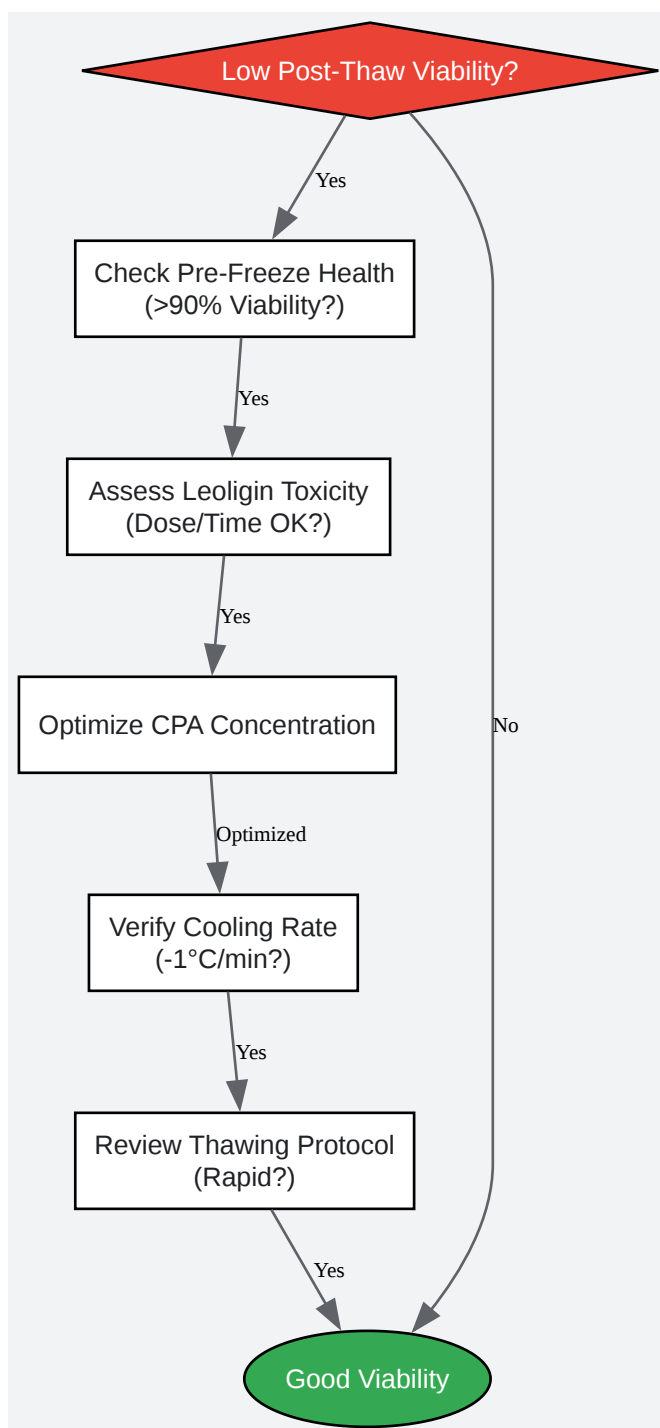 Low Post-Thaw Viability?
Yes
Check Pre-Freeze Health
(>90% Viability?)
Yes
Assess Leoligin Toxicity
(Dose/Time OK?)
Yes
Optimize CPA Concentration
No
Optimized
Verify Cooling Rate
(-1°C/min?)
Yes
Review Thawing Protocol
(Rapid?)
Yes
Good Viability